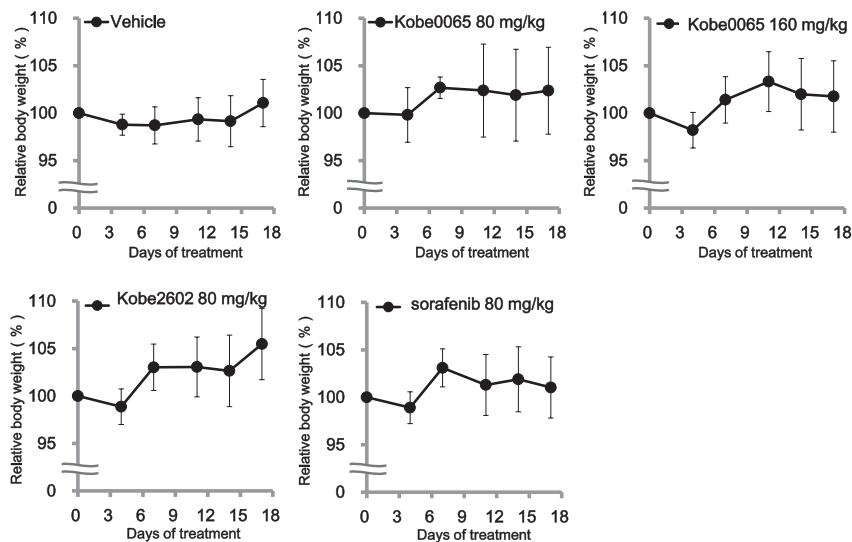 Vehicle
Relative body weight ( % )
110
105
100
95
0
0 3 6 9 12 15 18
Days of treatment
Kobe0065 80 mg/kg
Relative body weight ( % )
110
105
100
95
0
0 3 6 9 12 15 18
Days of treatment
Kobe0065 160 mg/kg
Relative body weight ( % )
110
105
100
95
0
0 3 6 9 12 15 18
Days of treatment
Kobe2602 80 mg/kg
Relative body weight ( % )
110
105
100
95
0
0 3 6 9 12 15 18
Days of treatment
sorafenib 80 mg/kg
Relative body weight ( % )
110
105
100
95
0
0 3 6 9 12 15 18
Days of treatment